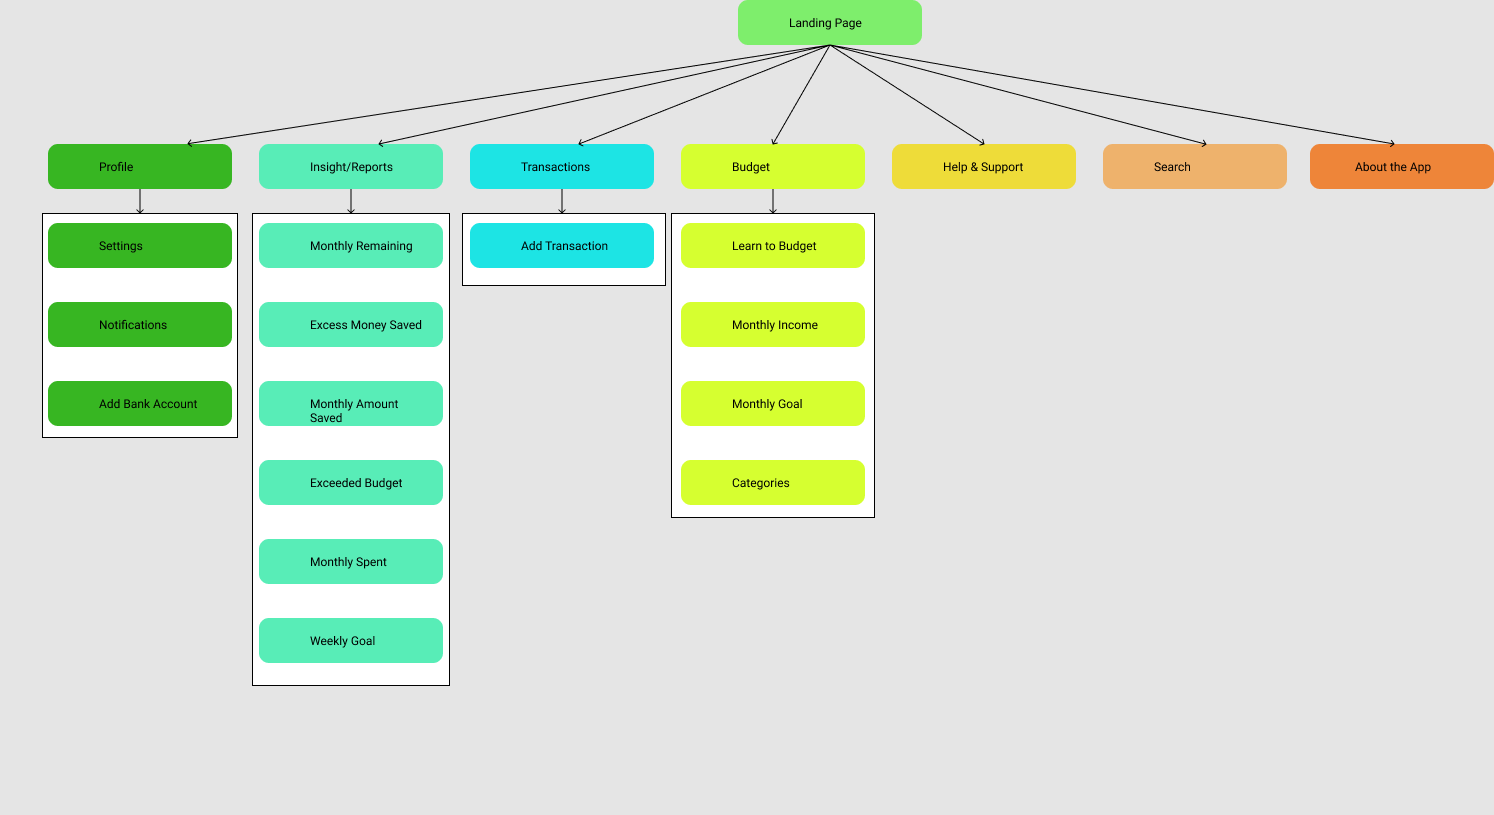 Landing Page
Profile
Insight/Reports
Transactions
Budget
Help & Support
Search
About the App
Settings
Monthly Remaining
Add Transaction
Learn to Budget
Notifications
Excess Money Saved
Monthly Income
Add Bank Account
Monthly Amount
Saved
Monthly Goal
Exceeded Budget
Categories
Monthly Spent
Weekly Goal